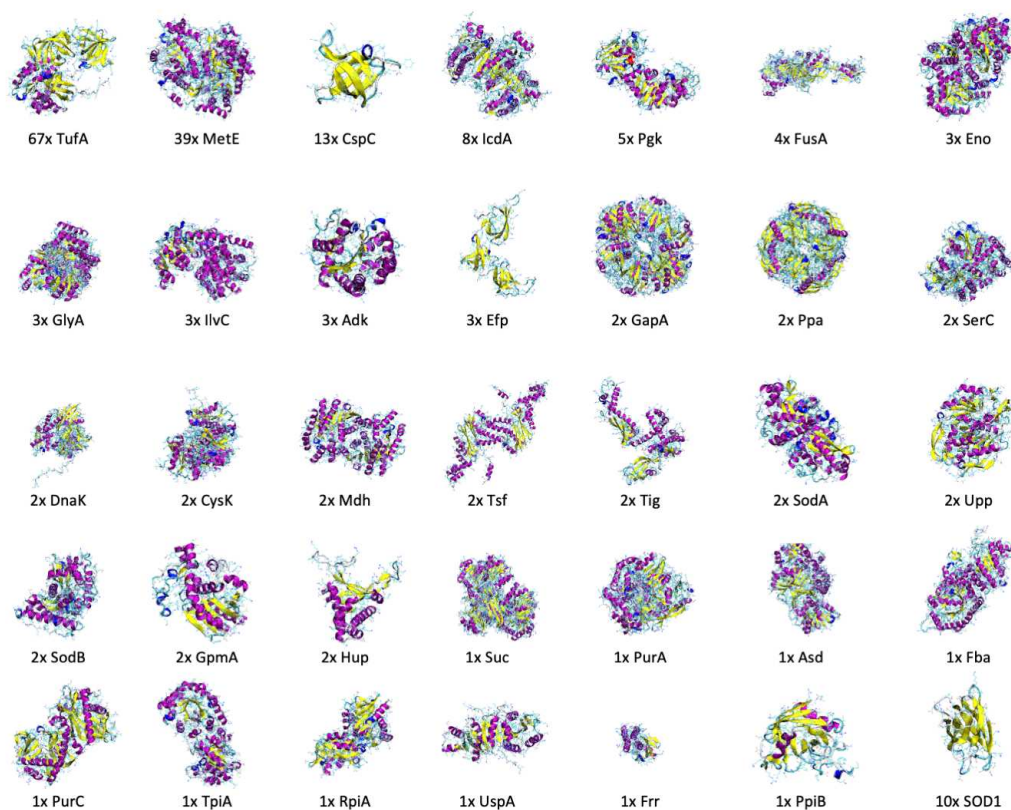 67x TufA 39x MetE 13x CspC 8x IcdA 5x Pgk 4x FusA 3x Eno
3x GlyA 3x IlvC 3x Adk 3x Efp 2x GapA 2x Ppa 2x SerC
2x DnaK 2x CysK 2x Mdh 2x Tsf 2x Tig 2x SodA 2x Upp
2x SodB 2x GpmA 2x Hup 1x Suc 1x PurA 1x Asd 1x Fba
1x PurC 1x TpiA 1x RpiA 1x UspA 1x Frr 1x PpiB 10x SOD1